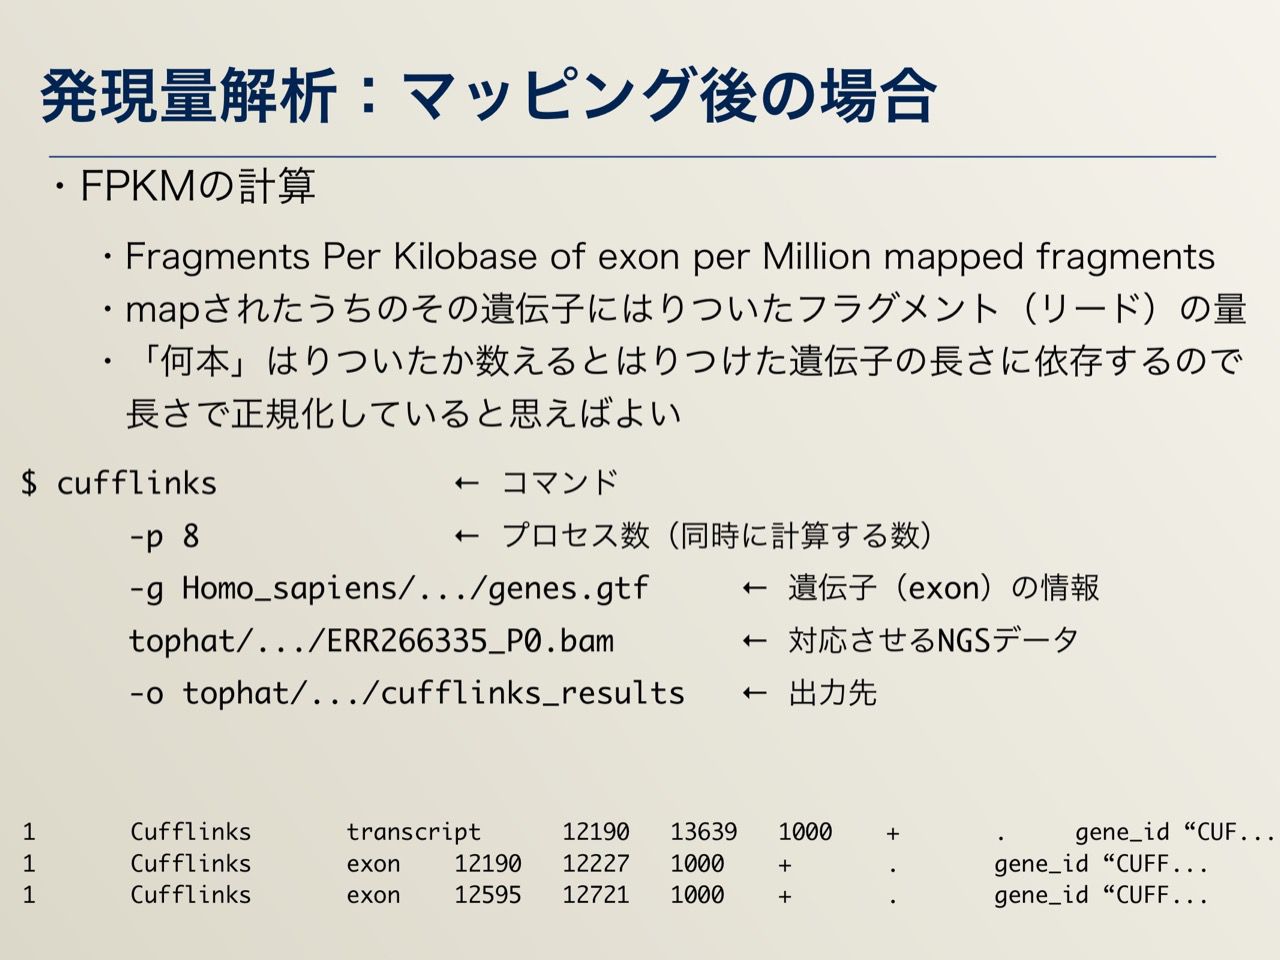 発現量解析：マッピング後の場合
・FPKMの計算
・Fragments Per Kilobase of exon per Million mapped fragments
・mapされたうちのその遺伝子にはりついたフラグメント（リード）の量
・「何本」はりついたか数えるとはりつけた遺伝子の長さに依存するので
長さで正規化していると思えばよい
$ cufflinks ← コマンド
-p 8 ← プロセス数（同時に計算する数）
-g Homo_sapiens/.../genes.gtf ← 遺伝子（exon）の情報
tophat/.../ERR266335_P0.bam ← 対応させるNGSデータ
-o tophat/.../cufflinks_results ← 出力先
1 Cufflinks transcript 12190 13639 1000 + . gene_id “CUF...
1 Cufflinks exon 12190 12227 1000 + . gene_id “CUFF...
1 Cufflinks exon 12595 12721 1000 + . gene_id “CUFF...